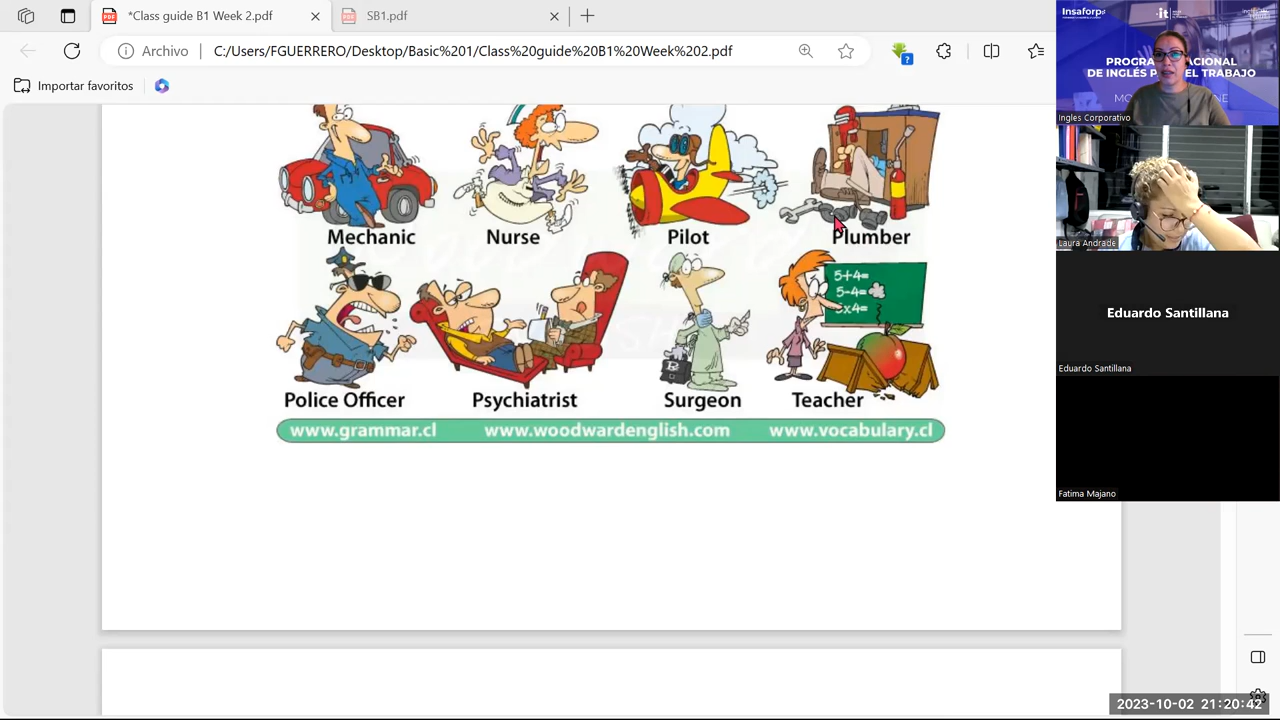 *Class guide B1 Week 2.pdf
Archivo
C:/Users/FGUERRERO/Desktop/Basic%201/Class%20guide%20B1%20Week%202.pdf
Importar favoritos
Mechanic
Nurse
Pilot
Plumber
5+4=
5-4=
Police Officer
Psychiatrist
Surgeon
Teacher
www.grammar.cl
www.woodwardenglish.com
www.vocabulary.cl
Insaforp
Ingles Corporativo
Laura Andrade
Eduardo Santillana
Eduardo Santillana
Fatima Majano
2023-10-02 21:20:42